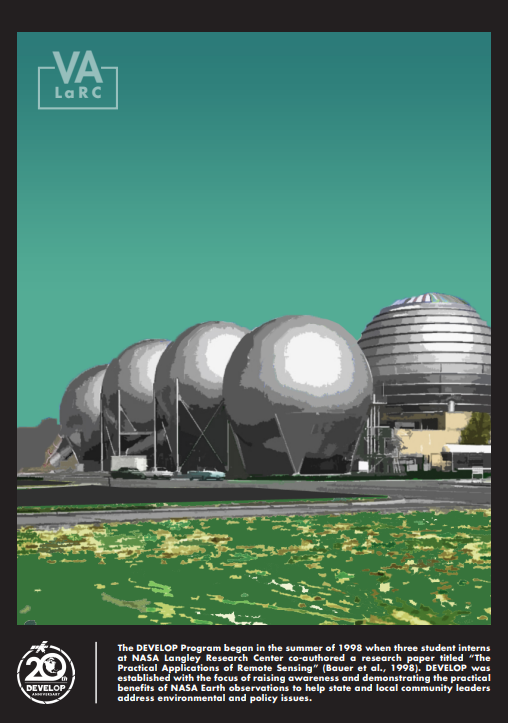 VA
LaRC
20th
DEVELOP
ANNIVERSARY
The DEVELOP Program began in the summer of 1998 when three student interns
at NASA Langley Research Center co-authored a research paper titled “The
Practical Applications of Remote Sensing” (Bauer et al., 1998). DEVELOP was
established with the focus of raising awareness and demonstrating the practical
benefits of NASA Earth observations to help state and local community leaders
address environmental and policy issues.